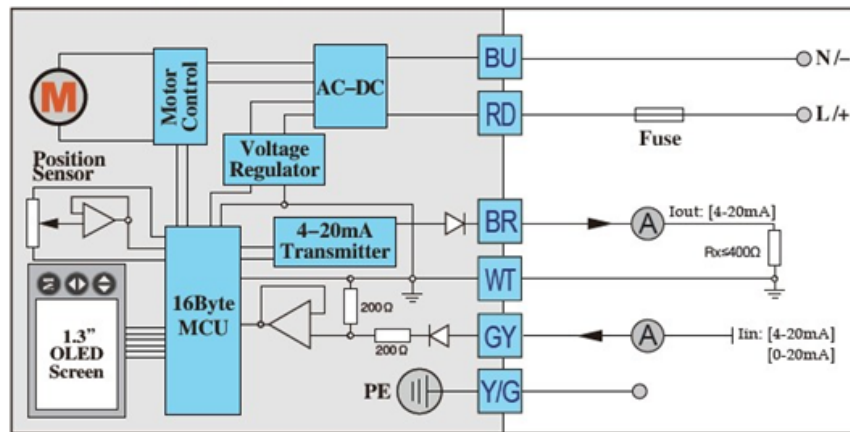 M
Motor
Control
AC-DC
BU
N/-
RD
Fuse
L/+
Position
Sensor
Voltage
Regulator
4-20mA
Transmitter
BR
A
Iout: [4-20mA]
Rx≤400Ω
WT
16Byte
MCU
200Ω
200Ω
GY
A
Iin: [4-20mA]
[0-20mA]
1.3"
OLED
Screen
PE
Y/G